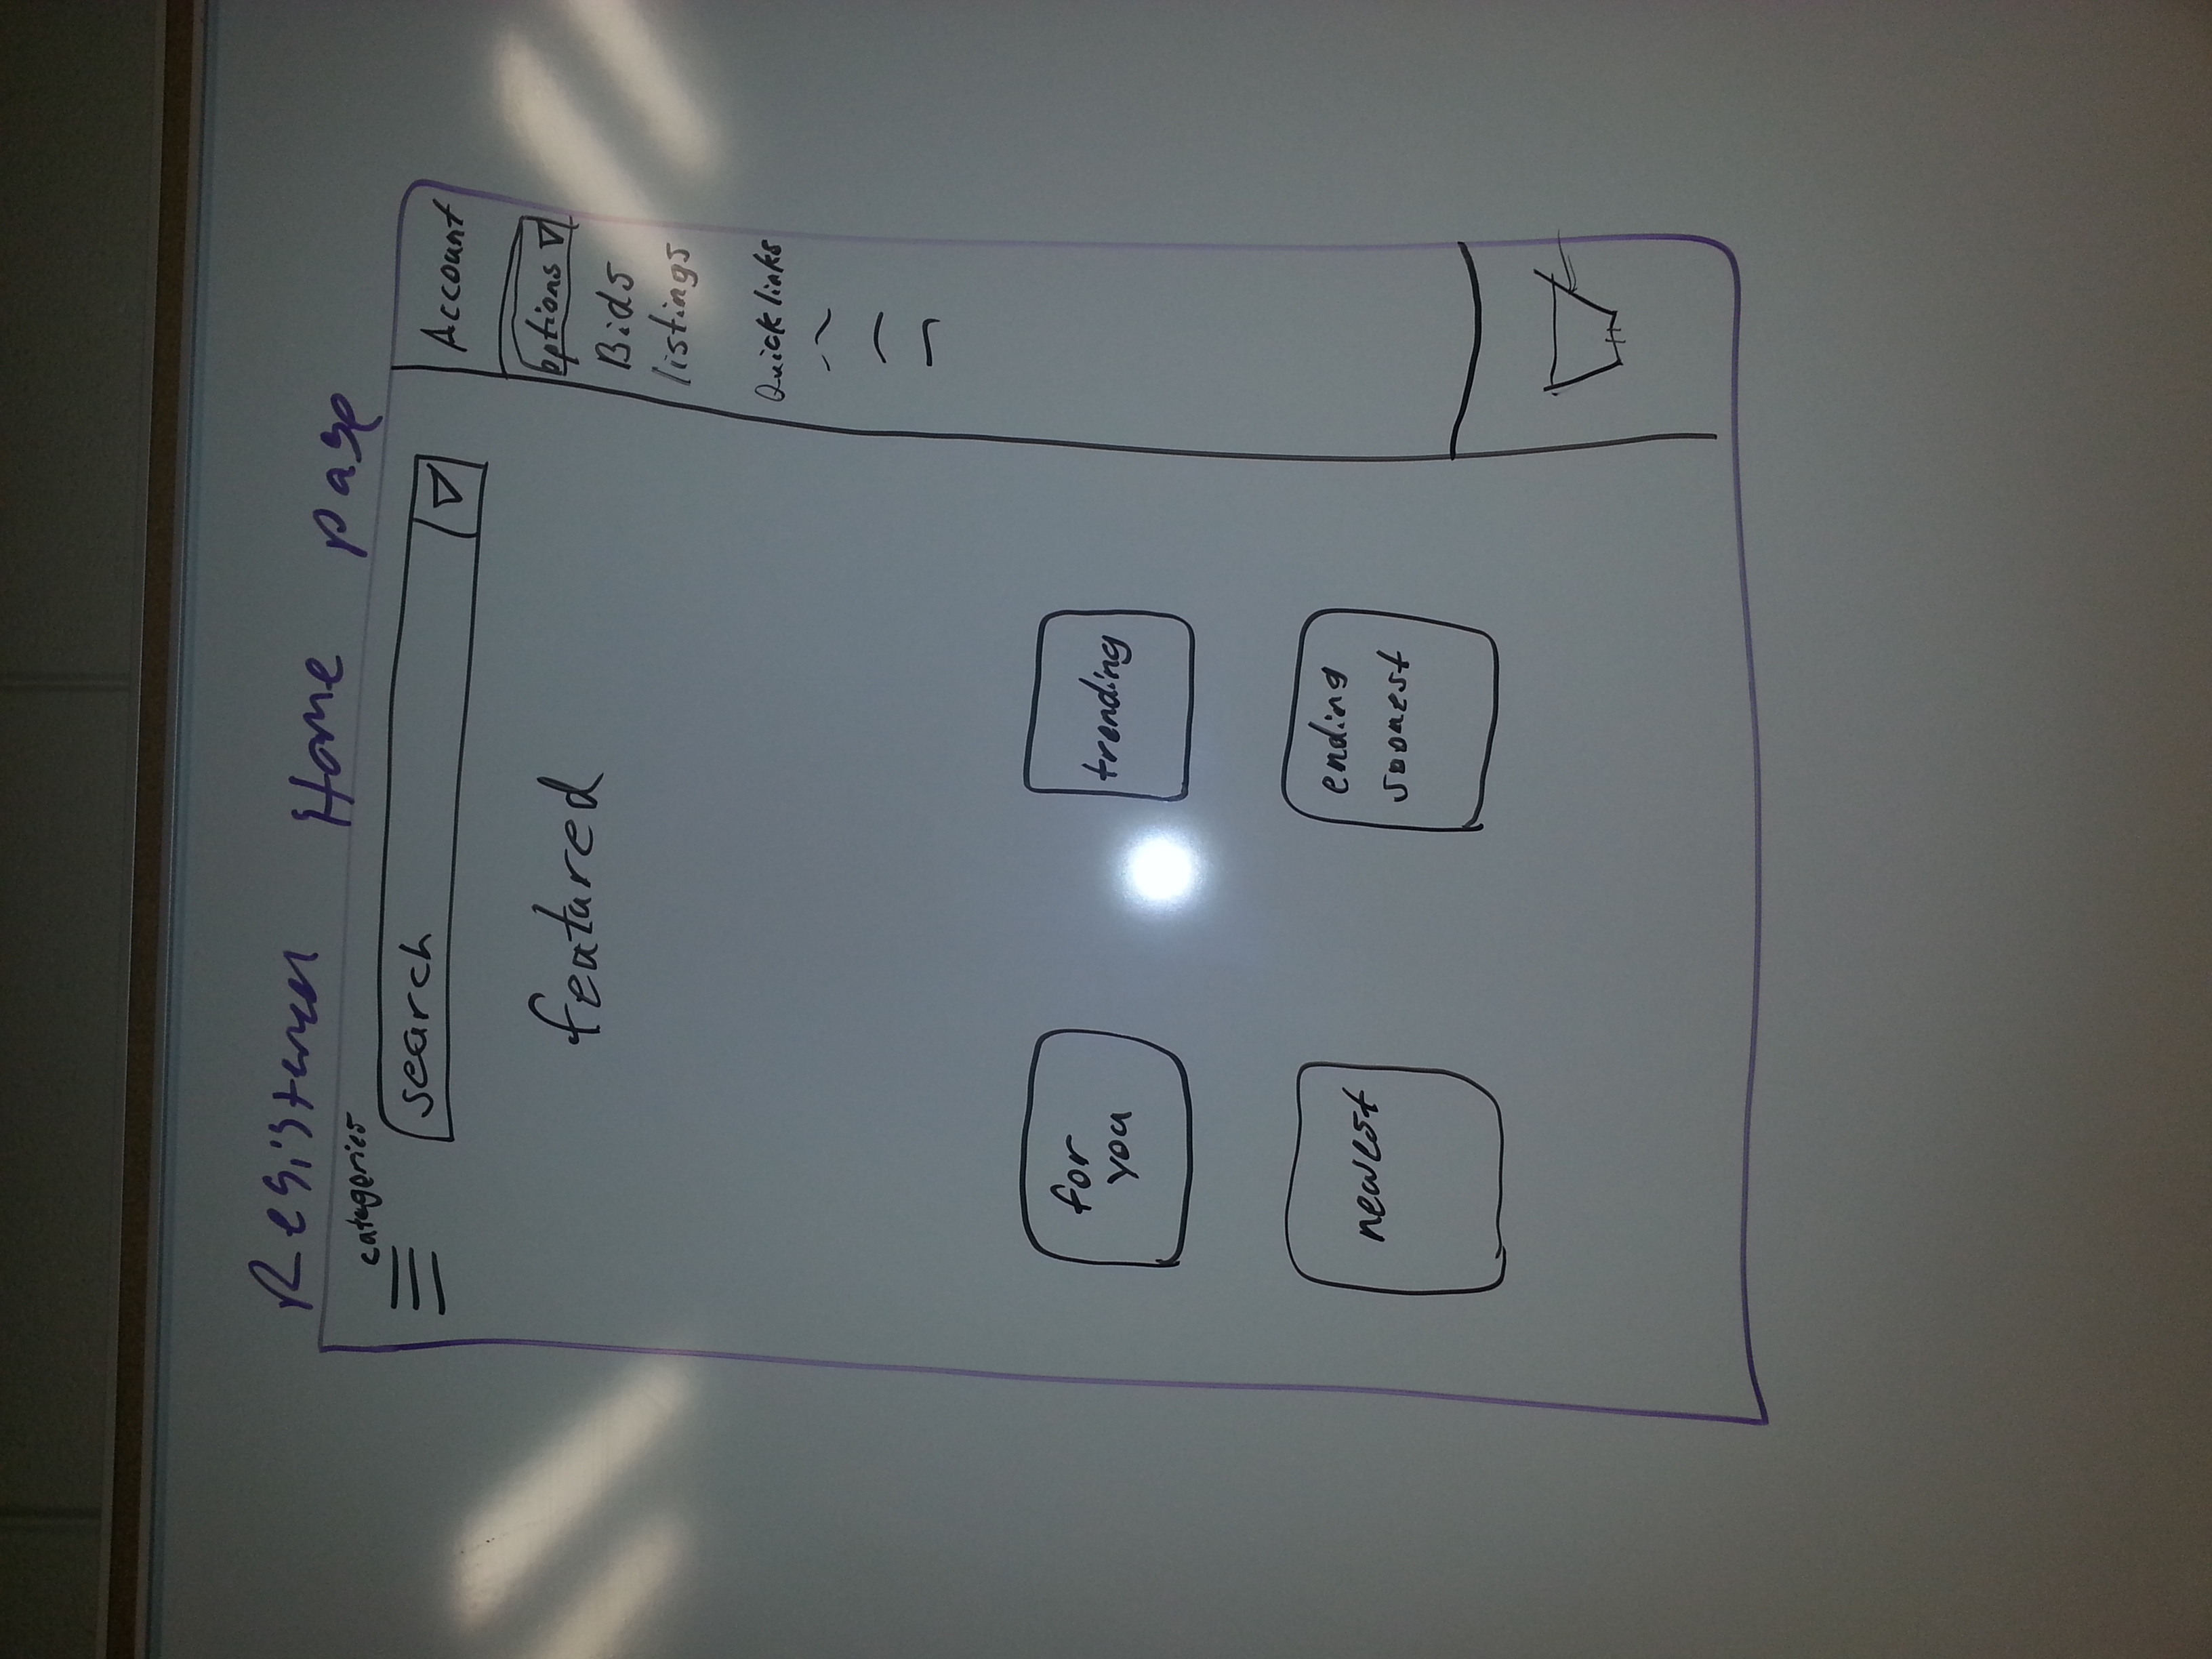 Registered Home page
categories
search
Account
options
featured
Bids
listings
Quick links
for
you
trending
newest
ending
soonest